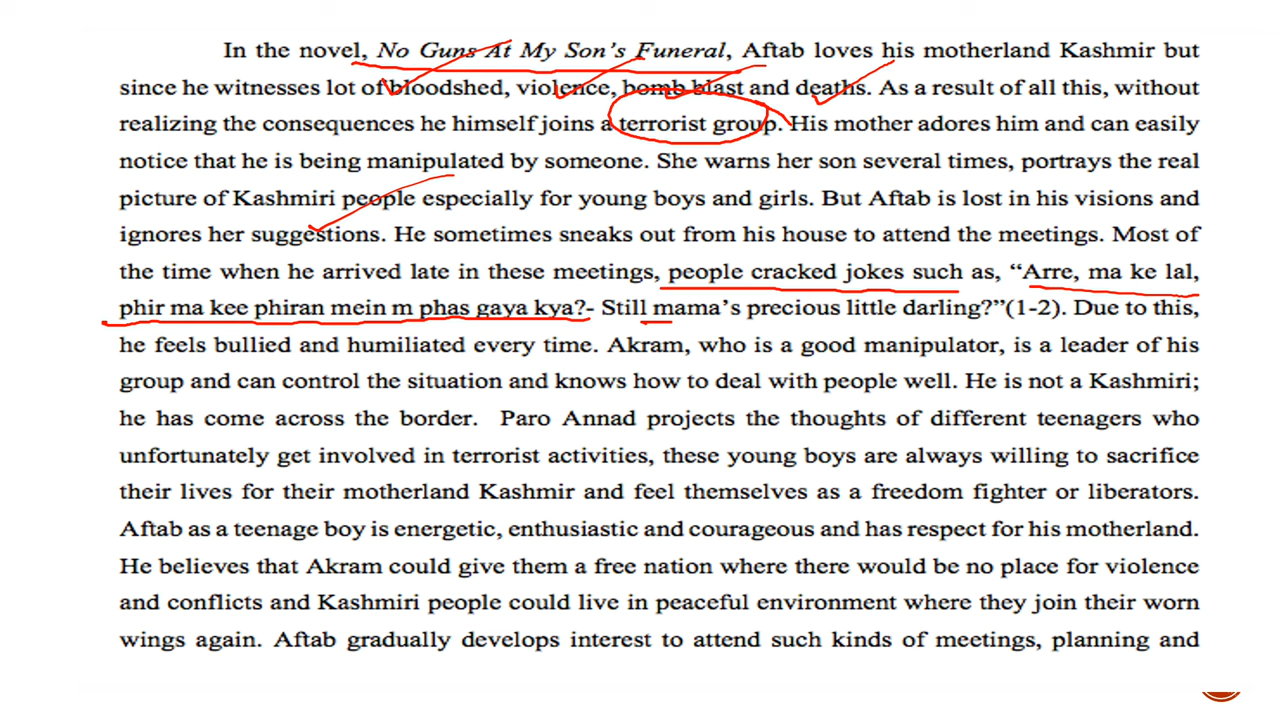 In the novel, No Guns At My Son's Funeral, Aftab loves his motherland Kashmir but
since he witnesses lot of bloodshed, violence, bomb blast and deaths. As a result of all this, without
realizing the consequences he himself joins a terrorist group. His mother adores him and can easily
notice that he is being manipulated by someone. She warns her son several times, portrays the real
picture of Kashmiri people especially for young boys and girls. But Aftab is lost in his visions and
ignores her suggestions. He sometimes sneaks out from his house to attend the meetings. Most of
the time when he arrived late in these meetings, people cracked jokes such as, “Arre, ma ke lal,
phir ma kee phiran mein m phas gaya kya?- Still mama's precious little darling?”(1-2). Due to this,
he feels bullied and humiliated every time. Akram, who is a good manipulator, is a leader of his
group and can control the situation and knows how to deal with people well. He is not a Kashmiri;
he has come across the border. Paro Annad projects the thoughts of different teenagers who
unfortunately get involved in terrorist activities, these young boys are always willing to sacrifice
their lives for their motherland Kashmir and feel themselves as a freedom fighter or liberators.
Aftab as a teenage boy is energetic, enthusiastic and courageous and has respect for his motherland.
He believes that Akram could give them a free nation where there would be no place for violence
and conflicts and Kashmiri people could live in peaceful environment where they join their worn
wings again. Aftab gradually develops interest to attend such kinds of meetings, planning and